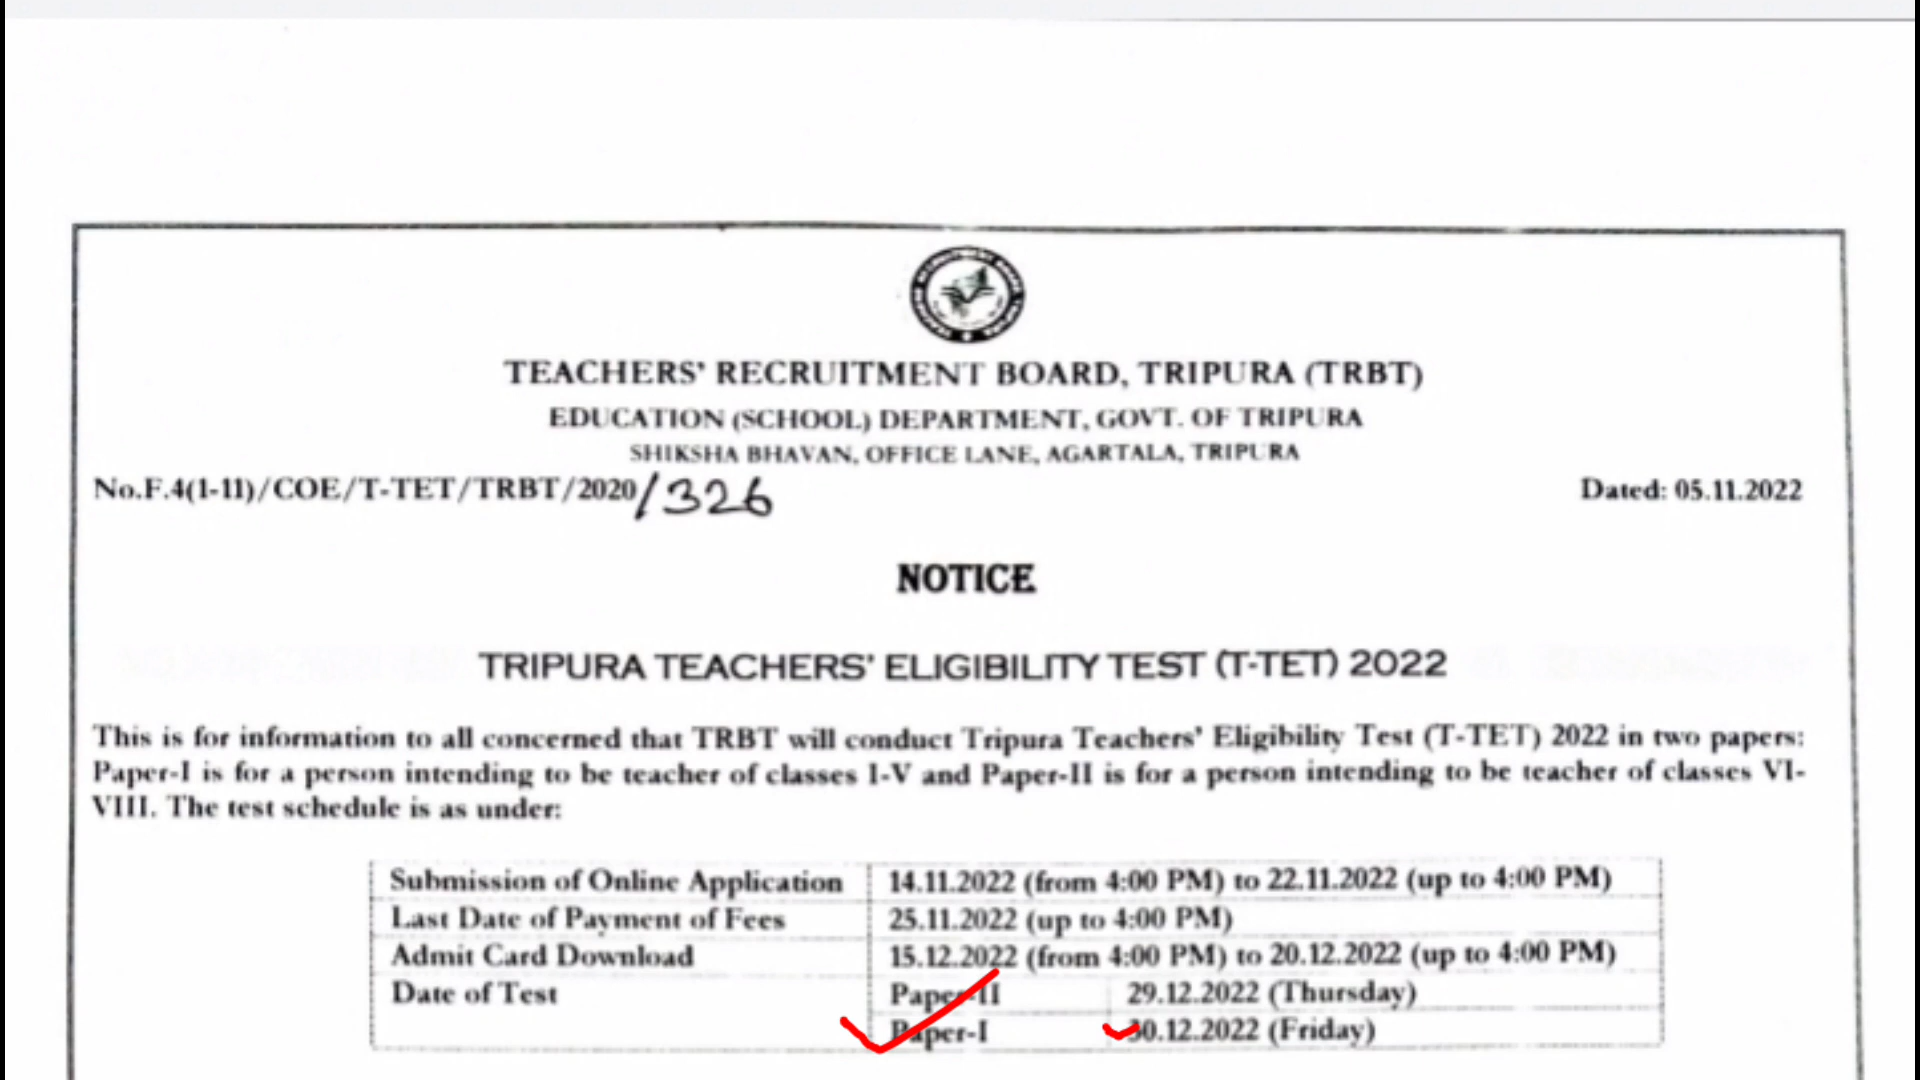 TEACHERS' RECRUITMENT BOARD, TRIPURA (TRBT)
EDUCATION (SCHOOL) DEPARTMENT, GOVT. OF TRIPURA
SHIKSHA BHAVAN, OFFICE LANE, AGARTALA, TRIPURA
No.F.4(1-11)/COE/T-TET/TRBT/2020/326 Dated: 05.11.2022
NOTICE
TRIPURA TEACHERS' ELIGIBILITY TEST (T-TET) 2022
This is for information to all concerned that TRBT will conduct Tripura Teachers' Eligibility Test (T-TET) 2022 in two papers:
Paper-I is for a person intending to be teacher of classes I-V and Paper-II is for a person intending to be teacher of classes VI-
VIII. The test schedule is as under:
Submission of Online Application 14.11.2022 (from 4:00 PM) to 22.11.2022 (up to 4:00 PM)
Last Date of Payment of Fees 25.11.2022 (up to 4:00 PM)
Admit Card Download 15.12.2022 (from 4:00 PM) to 20.12.2022 (up to 4:00 PM)
Date of Test Paper-II 29.12.2022 (Thursday)
Paper-I 30.12.2022 (Friday)